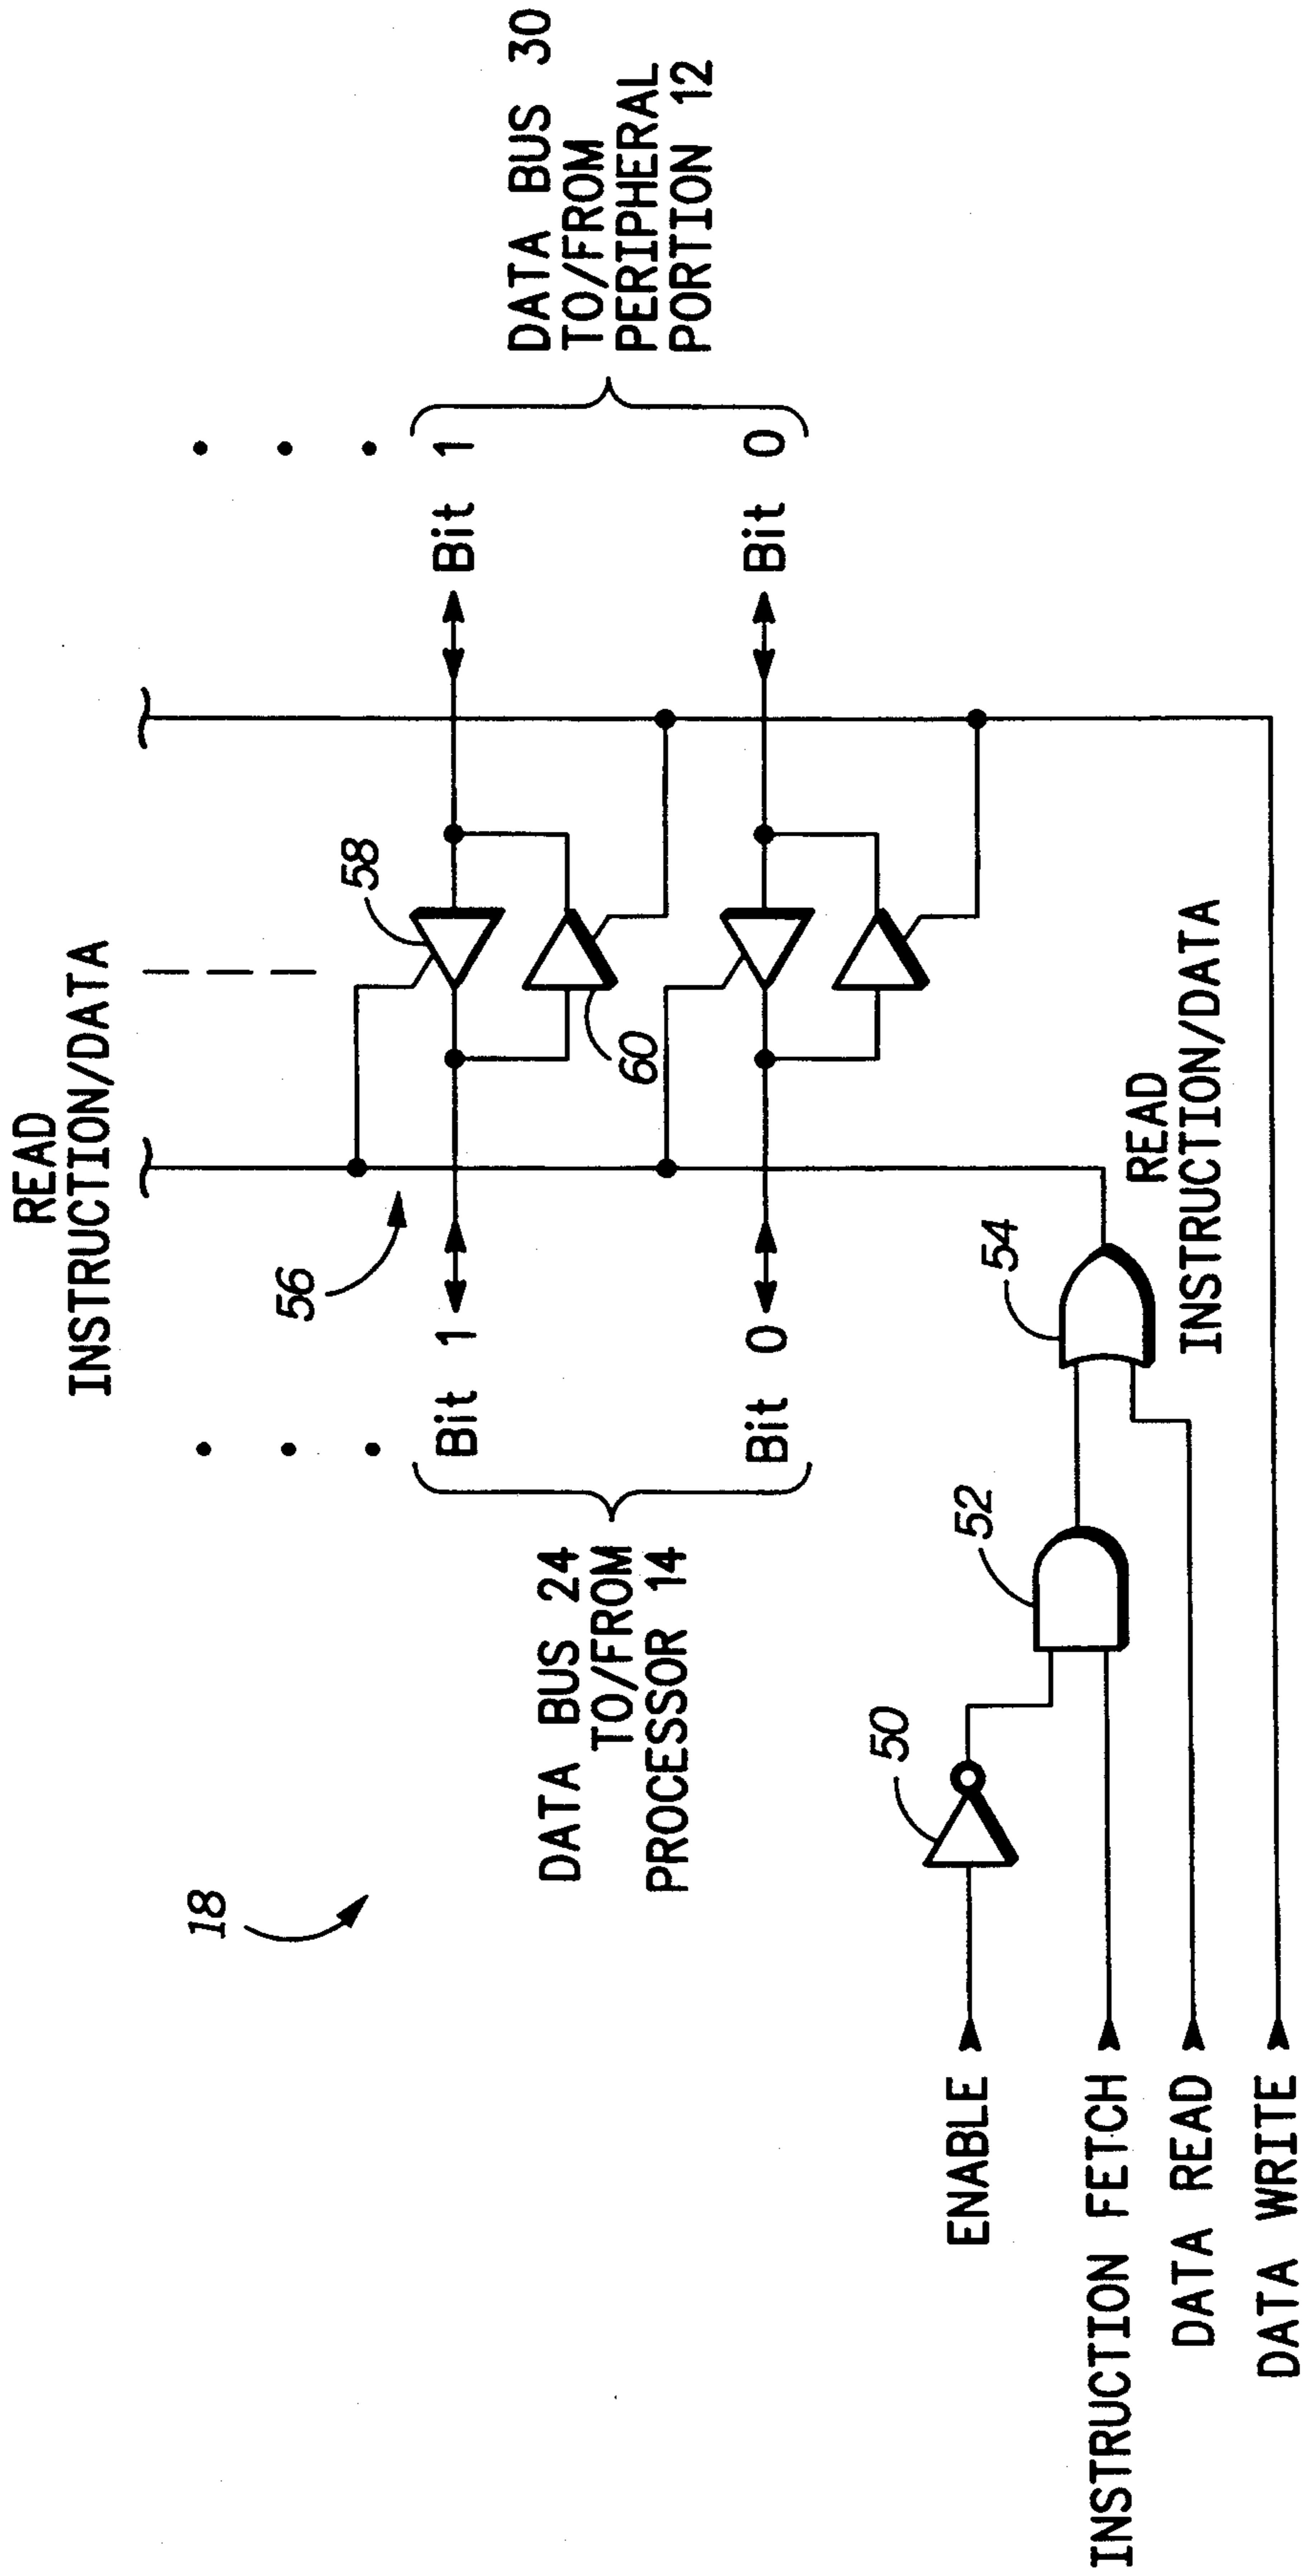 READ
INSTRUCTION/DATA
58
DATA BUS 30
TO/FROM
PERIPHERAL
PORTION 12
56
Bit 1
Bit 1
60
18
DATA BUS 24
TO/FROM
PROCESSOR 14
Bit 0
Bit 0
50
52
54
READ
INSTRUCTION/DATA
ENABLE
INSTRUCTION FETCH
DATA READ
DATA WRITE